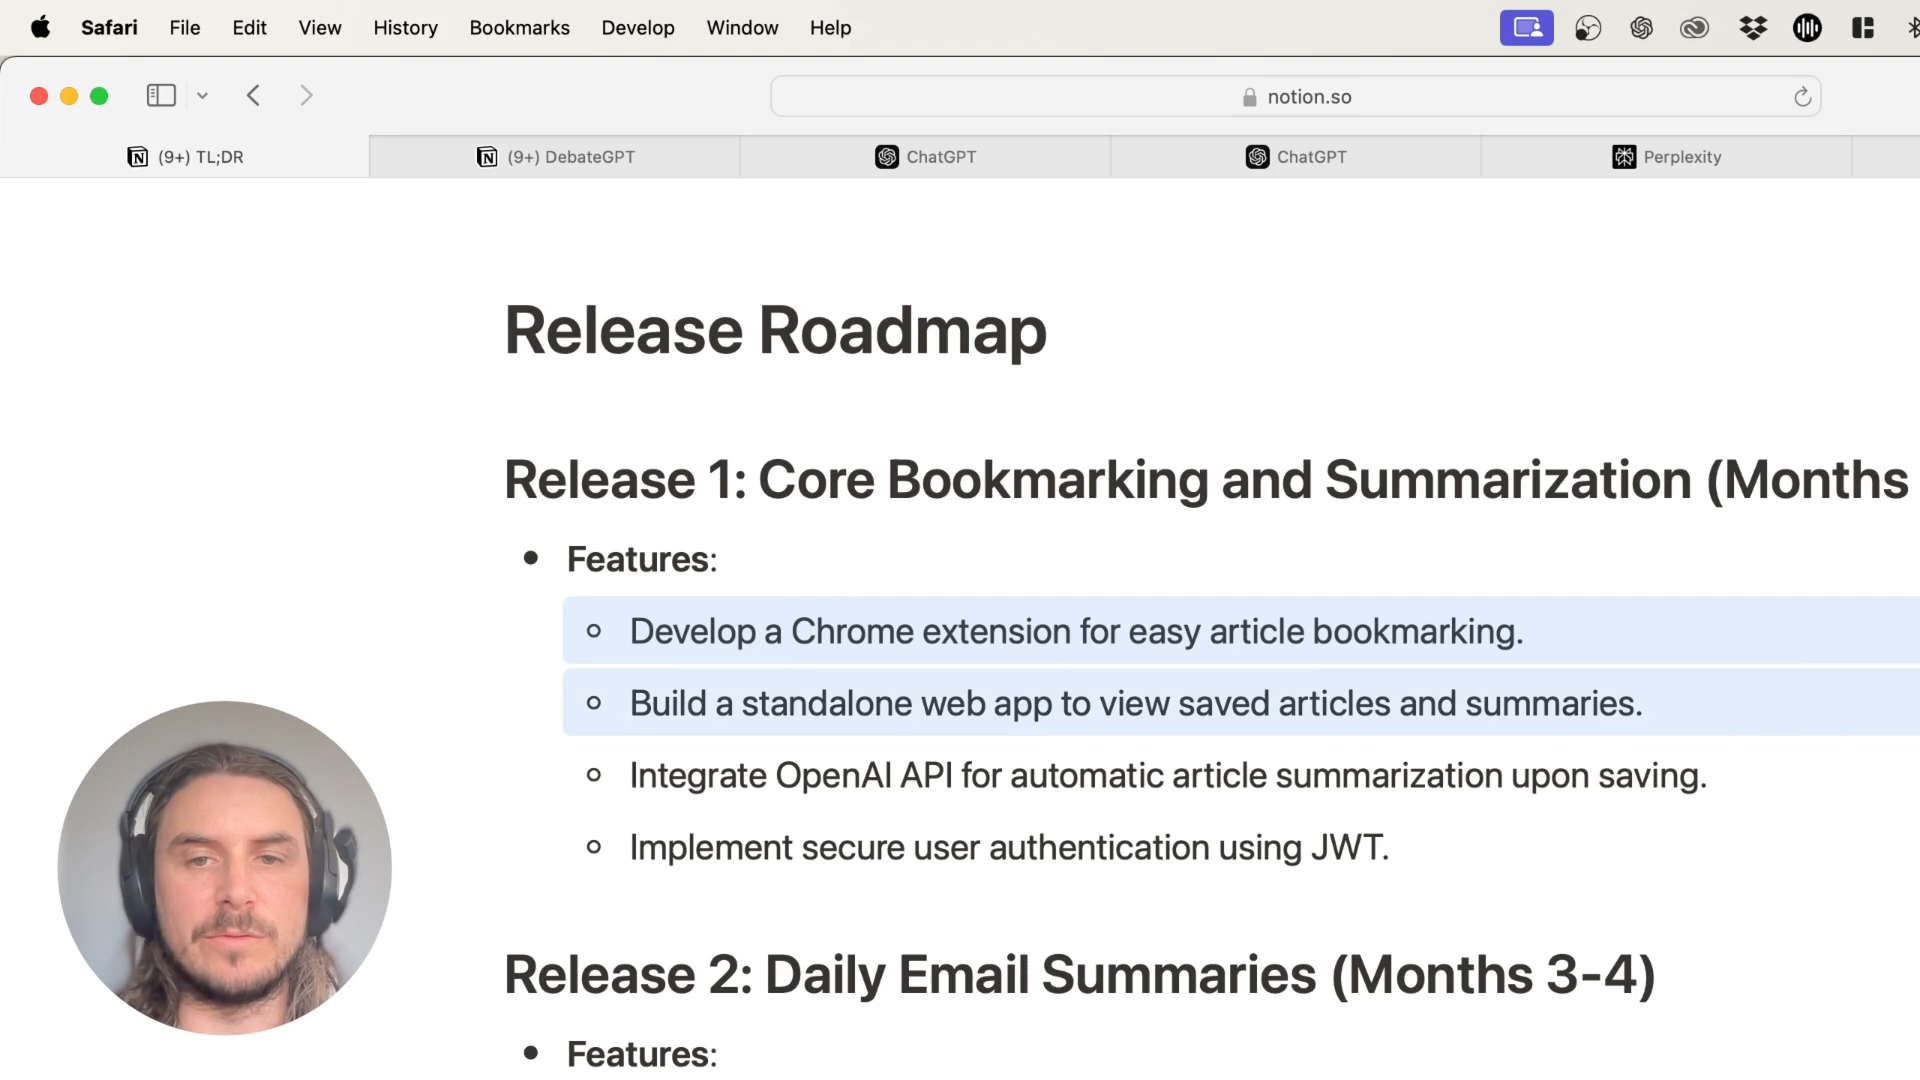 Safari File Edit View History Bookmarks Develop Window Help
notion.so
(9+) TL;DR (9+) DebateGPT ChatGPT ChatGPT Perplexity
Release Roadmap
Release 1: Core Bookmarking and Summarization (Months
• Features:
◦ Develop a Chrome extension for easy article bookmarking.
◦ Build a standalone web app to view saved articles and summaries.
◦ Integrate OpenAI API for automatic article summarization upon saving.
◦ Implement secure user authentication using JWT.
Release 2: Daily Email Summaries (Months 3-4)
• Features: